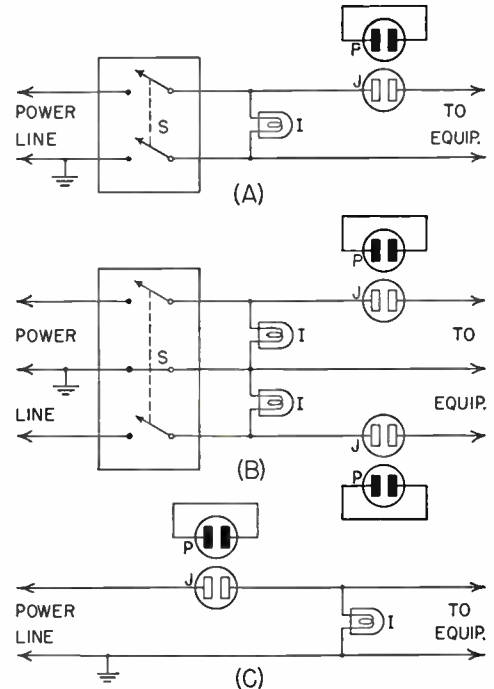 P
J
POWER
LINE
S
I
TO
EQUIP.
(A)
P
J
POWER
S
I
TO
LINE
I
EQUIP.
J
(B)
P
P
J
POWER
LINE
I
TO
EQUIP.
(C)